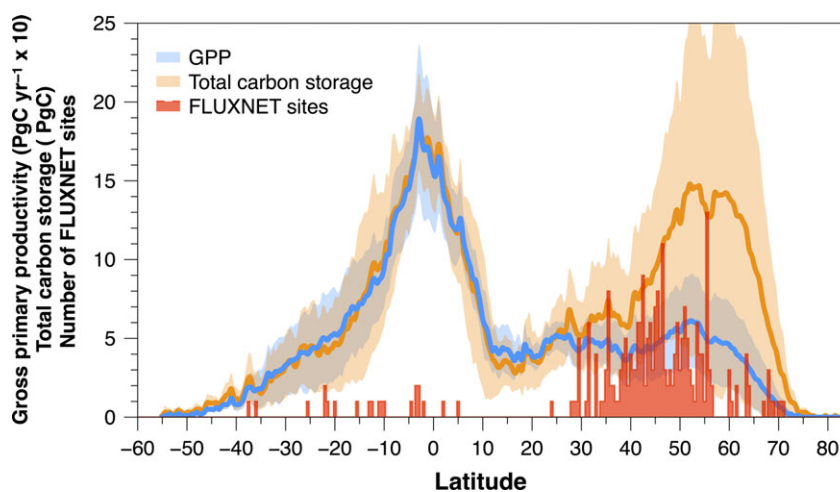 Gross primary productivity (PgC yr⁻¹ x 10)
Total carbon storage ( PgC)
Number of FLUXNET sites
25
20
15
10
5
0
GPP
Total carbon storage
FLUXNET sites
−60 −50 −40 −30 −20 −10 0 10 20 30 40 50 60 70 80
Latitude